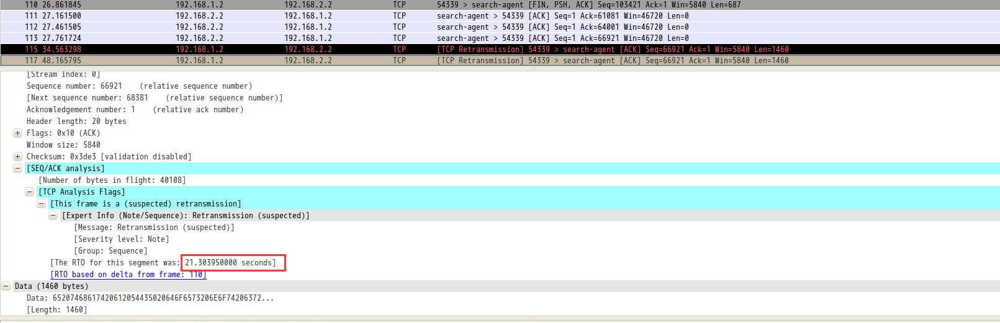 110 26.861845 192.168.1.2 192.168.2.2 TCP 54339 > search-agent [FIN, PSH, ACK] Seq=103421 Ack=1 Win=5840 Len=687
111 27.161500 192.168.2.2 192.168.1.2 TCP search-agent > 54339 [ACK] Seq=1 Ack=61081 Win=46720 Len=0
112 27.461505 192.168.2.2 192.168.1.2 TCP search-agent > 54339 [ACK] Seq=1 Ack=64001 Win=46720 Len=0
113 27.761724 192.168.2.2 192.168.1.2 TCP search-agent > 54339 [ACK] Seq=1 Ack=66921 Win=46720 Len=0
115 34.563298 192.168.1.2 192.168.2.2 TCP [TCP Retransmission] 54339 > search-agent [ACK] Seq=66921 Ack=1 Win=5840 Len=1460
117 48.165795 192.168.1.2 192.168.2.2 TCP [TCP Retransmission] 54339 > search-agent [ACK] Seq=66921 Ack=1 Win=5840 Len=1460
[Stream index: 0]
Sequence number: 66921 (relative sequence number)
[Next sequence number: 68381 (relative sequence number)]
Acknowledgement number: 1 (relative ack number)
Header length: 20 bytes
Flags: 0x10 (ACK)
Window size: 5840
Checksum: 0x3de3 [validation disabled]
[SEQ/ACK analysis]
[Number of bytes in flight: 40108]
[TCP Analysis Flags]
[This frame is a (suspected) retransmission]
[Expert Info (Note/Sequence): Retransmission (suspected)]
[Message: Retransmission (suspected)]
[Severity level: Note]
[Group: Sequence]
[The RTO for this segment was: 21.303950000 seconds]
[RTO based on delta from frame: 110]
Data (1460 bytes)
Data: 65207468617420612054435020646F6573206E6F74206372...
[Length: 1460]